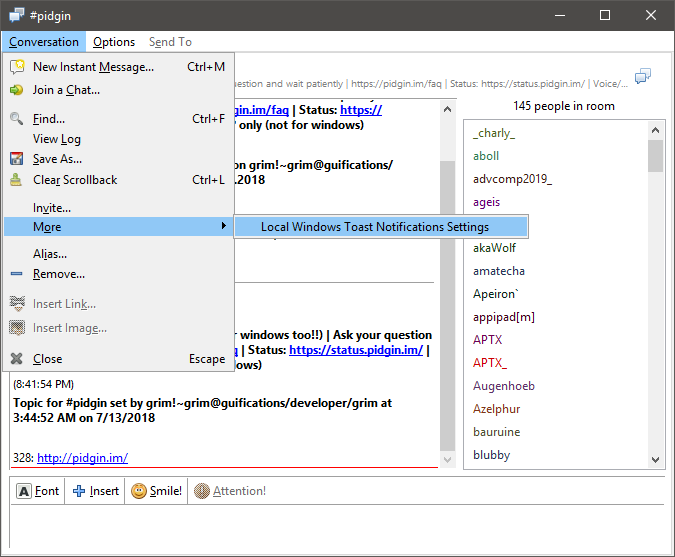 #pidgin
Conversation Options Send To
New Instant Message... Ctrl+M
Join a Chat...
Find... Ctrl+F
View Log
Save As...
Clear Scrollback Ctrl+L
Invite...
More
Local Windows Toast Notifications Settings
Alias...
Remove...
Insert Link...
Insert Image...
Close Escape
question and wait patiently | https://pidgin.im/faq | Status: https://status.pidgin.im/ | Voice/...
gin.im/faq | Status: https://
only (not for windows)
on grim!~grim@guifications/
.2018
windows too!!) | Ask your question
| Status: https://status.pidgin.im/ |
(8:41:54 PM)
Topic for #pidgin set by grim!~grim@guifications/developer/grim at
3:44:52 AM on 7/13/2018
328: http://pidgin.im/
145 people in room
_charly_
aboll
advcomp2019_
ageis
akaWolf
amatecha
Apeiron`
appipad[m]
APTX
APTX_
Augenhoeb
Azelphur
bauruine
blubby
Font Insert Smile! Attention!